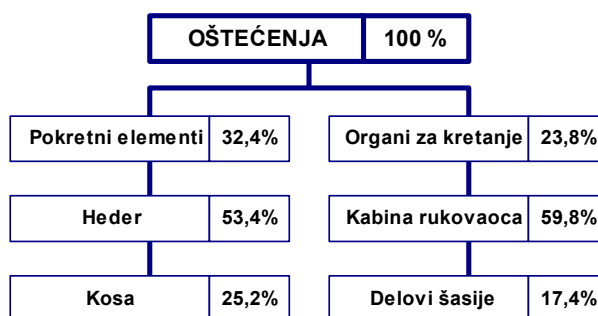 OŠTEĆENJA 100 %
Pokretni elementi 32,4% Organi za kretanje 23,8%
Heder 53,4% Kabina rukovaoca 59,8%
Kosa 25,2% Delovi šasije 17,4%